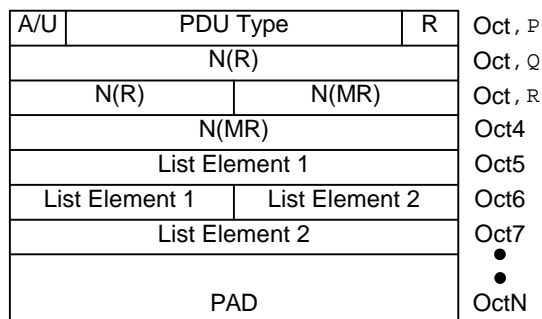 A/U PDU Type R Oct, P
N(R) Oct, Q
N(R) N(MR) Oct, R
N(MR) Oct4
List Element 1 Oct5
List Element 1 List Element 2 Oct6
List Element 2 Oct7
PAD OctN